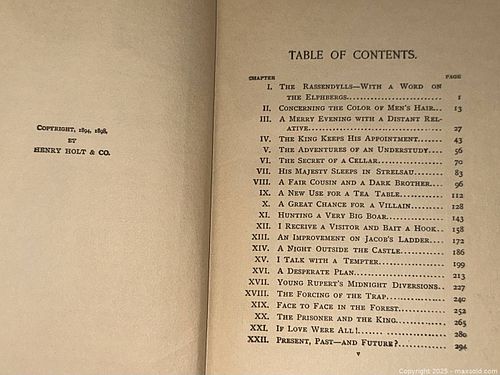 COPYRIGHT, 1894, 1898,
BY
HENRY HOLT & CO.
TABLE OF CONTENTS.
CHAPTER PAGE
I. THE RASSENDYLLS—WITH A WORD ON
THE ELPHBERGS........................ 1
II. CONCERNING THE COLOR OF MEN'S HAIR... 13
III. A MERRY EVENING WITH A DISTANT REL-
ATIVE................................ 27
IV. THE KING KEEPS HIS APPOINTMENT..... 43
V. THE ADVENTURES OF AN UNDERSTUDY.... 56
VI. THE SECRET OF A CELLAR............. 70
VII. HIS MAJESTY SLEEPS IN STRELSAU...... 83
VIII. A FAIR COUSIN AND A DARK BROTHER.... 96
IX. A NEW USE FOR A TEA TABLE.......... 112
X. A GREAT CHANCE FOR A VILLAIN....... 128
XI. HUNTING A VERY BIG BOAR............ 143
XII. I RECEIVE A VISITOR AND BAIT A HOOK.. 158
XIII. AN IMPROVEMENT ON JACOB'S LADDER.... 172
XIV. A NIGHT OUTSIDE THE CASTLE......... 186
XV. I TALK WITH A TEMPTER.............. 199
XVI. A DESPERATE PLAN................... 213
XVII. YOUNG RUPERT'S MIDNIGHT DIVERSIONS.. 227
XVIII. THE FORCING OF THE TRAP........... 240
XIX. FACE TO FACE IN THE FOREST......... 252
XX. THE PRISONER AND THE KING.......... 265
XXI. IF LOVE WERE ALL!.................. 280
XXII. PRESENT, PAST—AND FUTURE?......... 294
v
Copyright 2025 - maxsold.com